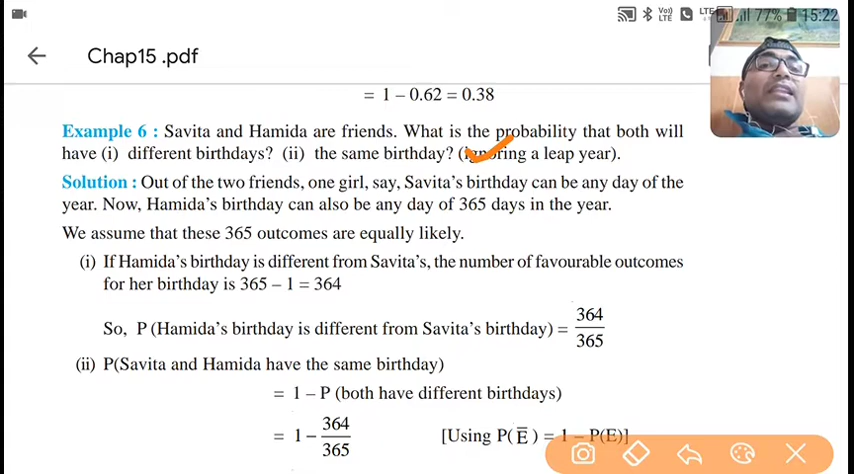 Vo)) LTE LTE 77% 15:22
Chap15 .pdf
= 1 – 0.62 = 0.38
Example 6 : Savita and Hamida are friends. What is the probability that both will
have (i) different birthdays? (ii) the same birthday? (ignoring a leap year).
Solution : Out of the two friends, one girl, say, Savita's birthday can be any day of the
year. Now, Hamida's birthday can also be any day of 365 days in the year.
We assume that these 365 outcomes are equally likely.
(i) If Hamida's birthday is different from Savita's, the number of favourable outcomes
for her birthday is 365 – 1 = 364
So, P (Hamida's birthday is different from Savita's birthday) = 364/365
(ii) P(Savita and Hamida have the same birthday)
= 1 – P (both have different birthdays)
= 1 – 364/365 [Using P(E̅) = 1 – P(E)]